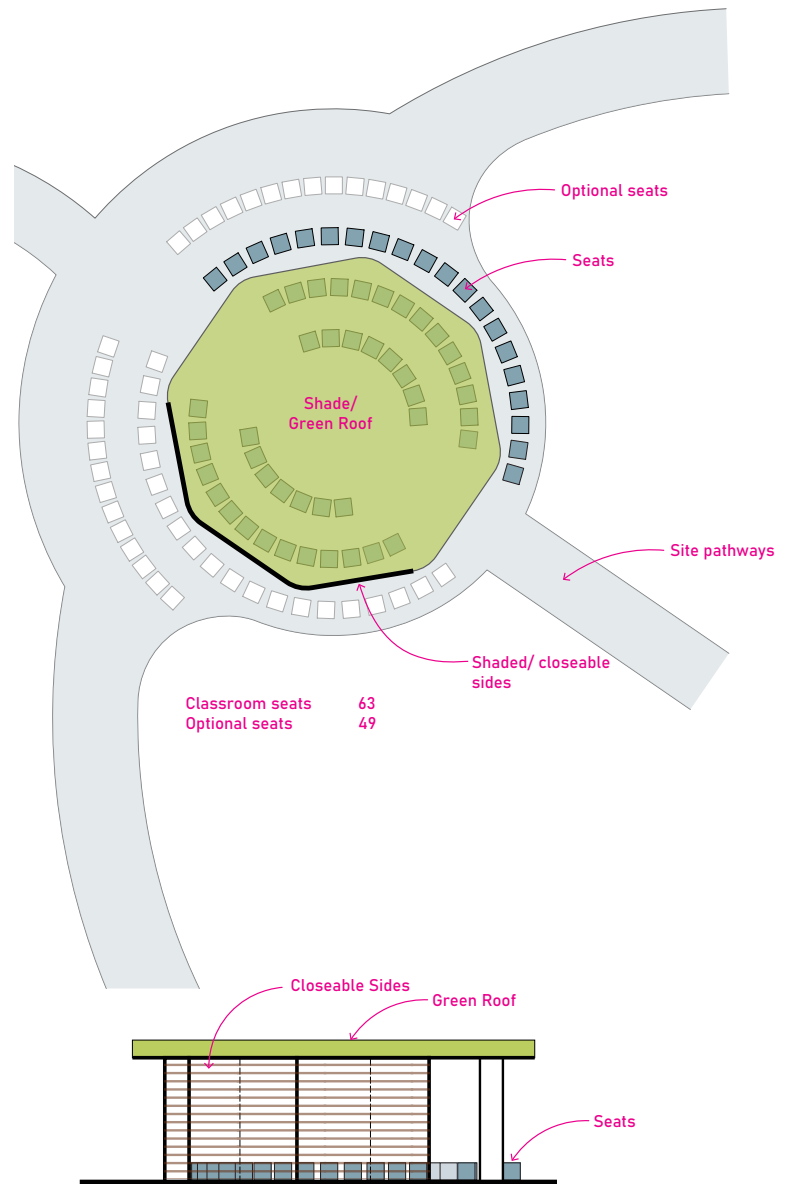 Optional seats
Seats
Shade/
Green Roof
Site pathways
Shaded/ closeable
sides
Classroom seats 63
Optional seats 49
Closeable Sides
Green Roof
Seats